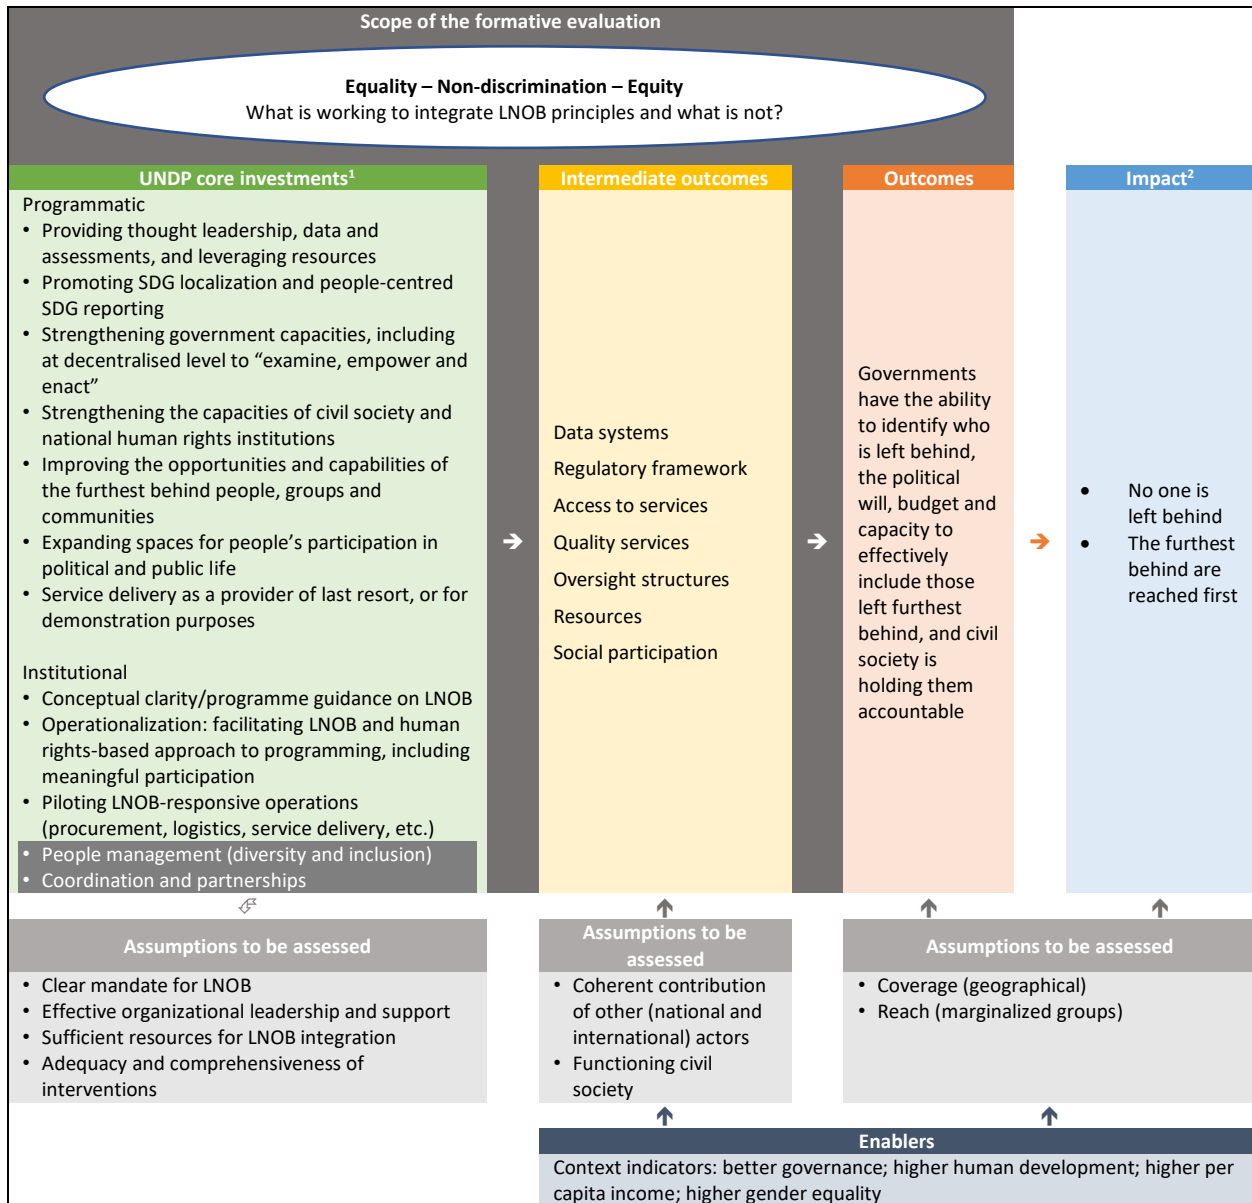 Scope of the formative evaluation
Equality – Non-discrimination – Equity
What is working to integrate LNOB principles and what is not?
UNDP core investments1
Programmatic
• Providing thought leadership, data and
assessments, and leveraging resources
• Promoting SDG localization and people-centred
SDG reporting
• Strengthening government capacities, including
at decentralised level to “examine, empower and
enact”
• Strengthening the capacities of civil society and
national human rights institutions
• Improving the opportunities and capabilities of
the furthest behind people, groups and
communities
• Expanding spaces for people’s participation in
political and public life
• Service delivery as a provider of last resort, or for
demonstration purposes
Institutional
• Conceptual clarity/programme guidance on LNOB
• Operationalization: facilitating LNOB and human
rights-based approach to programming, including
meaningful participation
• Piloting LNOB-responsive operations
(procurement, logistics, service delivery, etc.)
• People management (diversity and inclusion)
• Coordination and partnerships
Intermediate outcomes
Data systems
Regulatory framework
Access to services
Quality services
Oversight structures
Resources
Social participation
Outcomes
Governments
have the ability
to identify who
is left behind,
the political
will, budget and
capacity to
effectively
include those
left furthest
behind, and civil
society is
holding them
accountable
Impact2
• No one is
left behind
• The furthest
behind are
reached first
Assumptions to be assessed
• Clear mandate for LNOB
• Effective organizational leadership and support
• Sufficient resources for LNOB integration
• Adequacy and comprehensiveness of
interventions
Assumptions to be
assessed
• Coherent contribution
of other (national and
international) actors
• Functioning civil
society
Assumptions to be assessed
• Coverage (geographical)
• Reach (marginalized groups)
Enablers
Context indicators: better governance; higher human development; higher per
capita income; higher gender equality